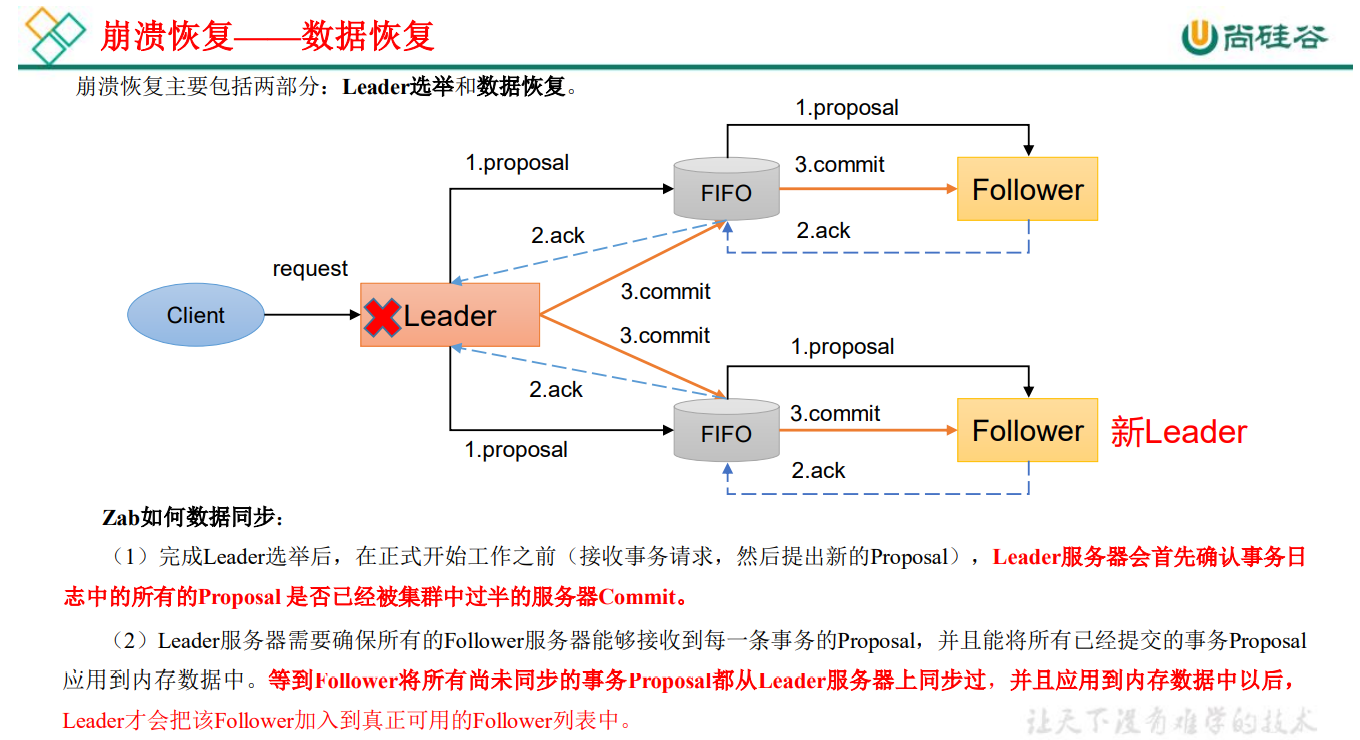 崩溃恢复——数据恢复
尚硅谷
崩溃恢复主要包括两部分：Leader选举和数据恢复。
1.proposal
1.proposal
3.commit
FIFO
Follower
2.ack
2.ack
request
3.commit
Client
Leader
3.commit
1.proposal
2.ack
3.commit
FIFO
Follower
新Leader
1.proposal
2.ack
Zab如何数据同步：
（1）完成Leader选举后，在正式开始工作之前（接收事务请求，然后提出新的Proposal），Leader服务器会首先确认事务日
志中的所有的Proposal 是否已经被集群中过半的服务器Commit。
（2）Leader服务器需要确保所有的Follower服务器能够接收到每一条事务的Proposal，并且能将所有已经提交的事务Proposal
应用到内存数据中。等到Follower将所有尚未同步的事务Proposal都从Leader服务器上同步过，并且应用到内存数据中以后，
Leader才会把该Follower加入到真正可用的Follower列表中。
让天下没有难学的技术